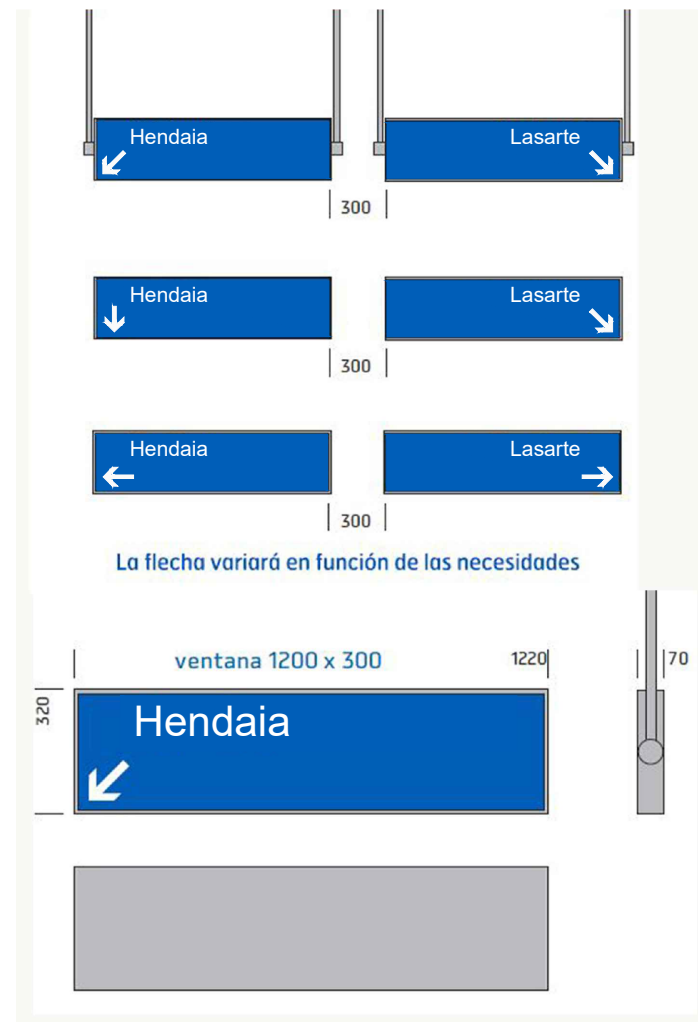 Hendaia
Lasarte
300
Hendaia
Lasarte
300
Hendaia
Lasarte
300
La flecha variará en función de las necesidades
ventana 1200 x 300
1220
70
320
Hendaia